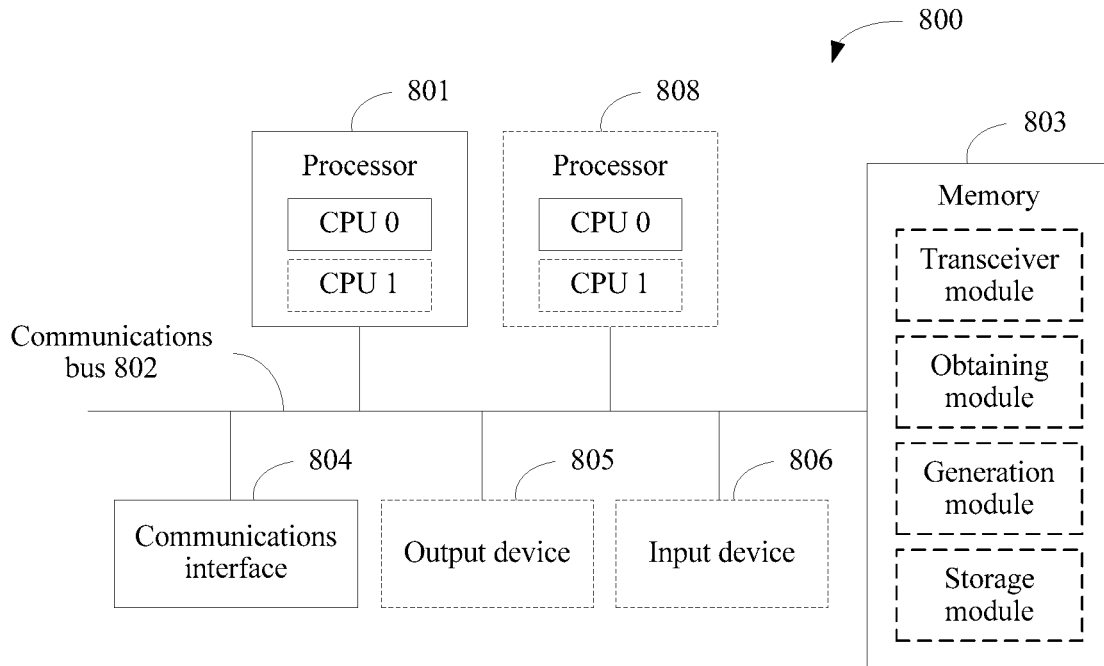 800
801
808
803
Processor
CPU 0
CPU 1
Processor
CPU 0
CPU 1
Memory
Transceiver
module
Obtaining
module
Generation
module
Storage
module
Communications
bus 802
804
805
806
Communications
interface
Output device
Input device